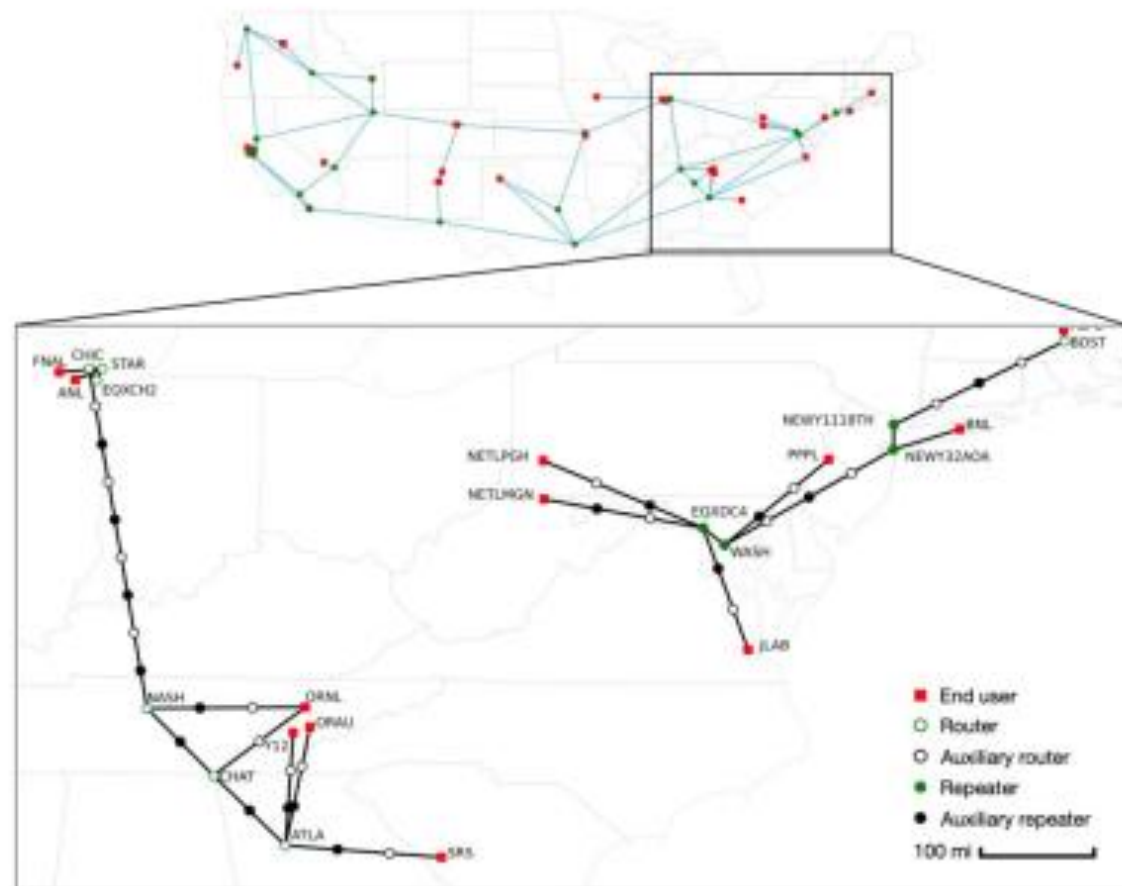 FNAL
CHIC
STAR
ANL
EQXCH2
BOST
NEWY1118TH
BNL
NEWY32AOA
NETLPGH
PPPL
NETLMGN
EQXDCA
WASH
JLAB
NASH
ORNL
ORAU
Y12
CHAT
ATLA
SRS
End user
Router
Auxiliary router
Repeater
Auxiliary repeater
100 mi